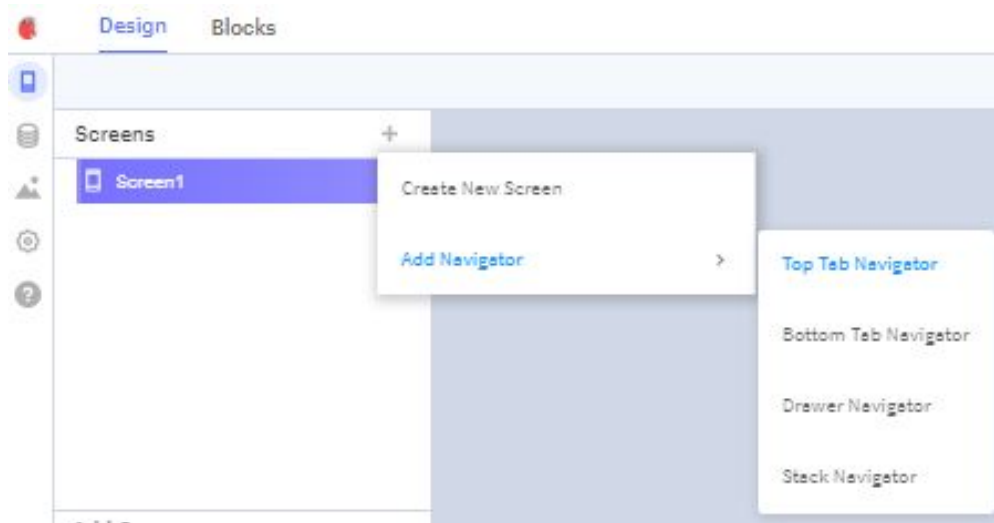 Design Blocks
Screens +
Screen1
Create New Screen
Add Navigator >
Top Tab Navigator
Bottom Tab Navigator
Drawer Navigator
Stack Navigator